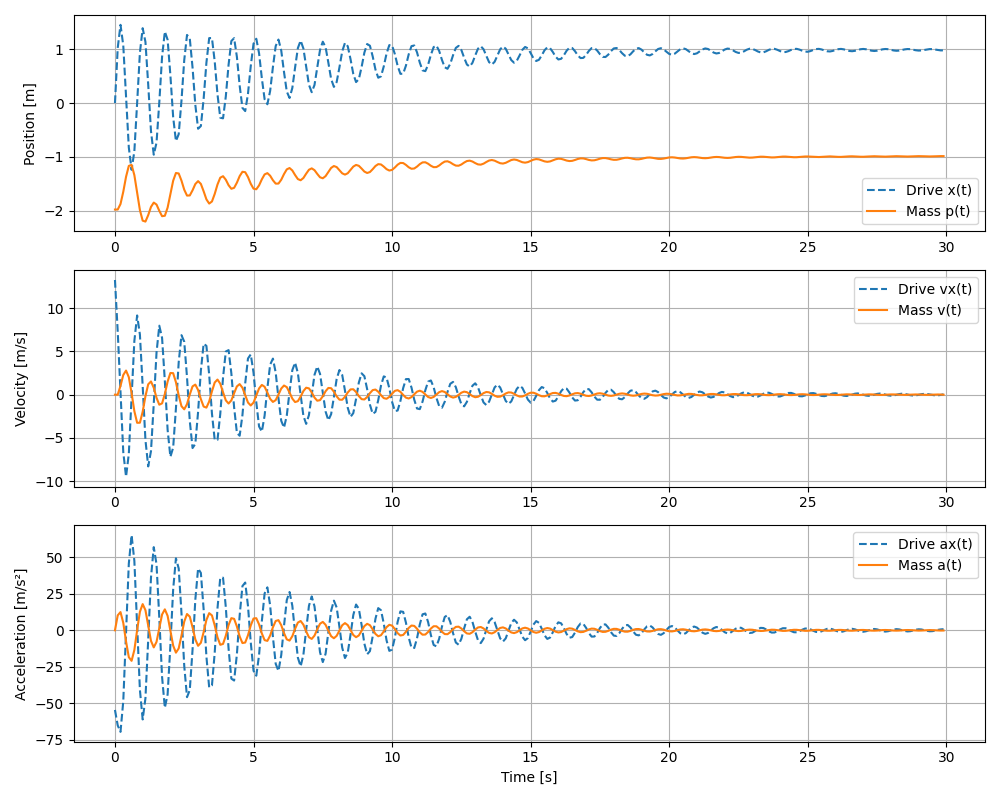 Position [m]
1
0
−1
−2
Drive x(t)
Mass p(t)
0 5 10 15 20 25 30
Velocity [m/s]
10
5
0
−5
−10
Drive vx(t)
Mass v(t)
0 5 10 15 20 25 30
Acceleration [m/s²]
50
25
0
−25
−50
−75
Drive ax(t)
Mass a(t)
0 5 10 15 20 25 30
Time [s]